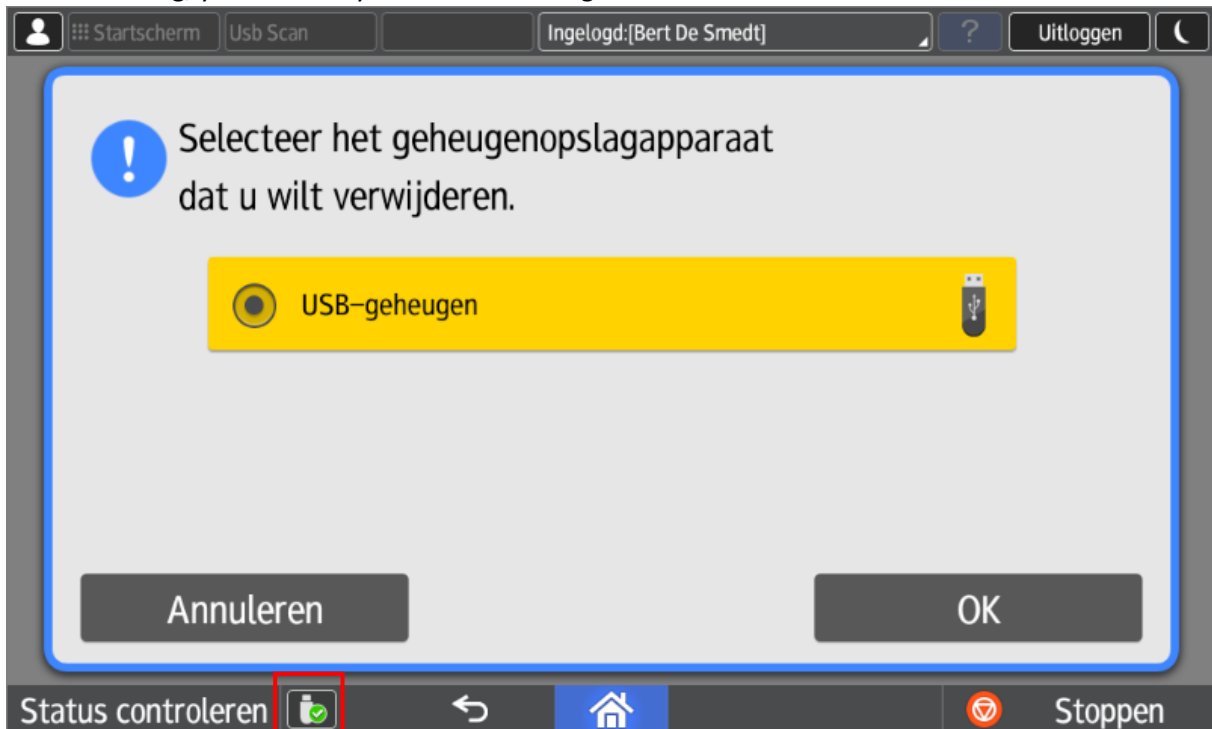 Startscherm
Usb Scan
Ingelogd:[Bert De Smedt]
?
Uitloggen
!
Selecteer het geheugenopslagapparaat
dat u wilt verwijderen.
USB-geheugen
Annuleren
OK
Status controleren
Stoppen